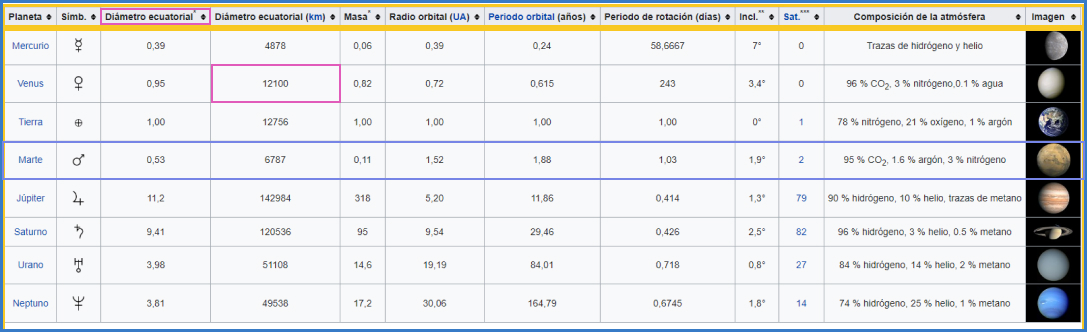 Planeta Símb. Diámetro ecuatorial* Diámetro ecuatorial (km) Masa* Radio orbital (UA) Periodo orbital (años) Periodo de rotación (días) Incl.** Sat.*** Composición de la atmósfera Imagen
Mercurio ☿ 0,39 4878 0,06 0,39 0,24 58,6667 7° 0 Trazas de hidrógeno y helio
Venus ♀ 0,95 12100 0,82 0,72 0,615 243 3,4° 0 96 % CO2, 3 % nitrógeno,0.1 % agua
Tierra ⊕ 1,00 12756 1,00 1,00 1,00 1,00 0° 1 78 % nitrógeno, 21 % oxígeno, 1 % argón
Marte ♂ 0,53 6787 0,11 1,52 1,88 1,03 1,9° 2 95 % CO2, 1.6 % argón, 3 % nitrógeno
Júpiter ♃ 11,2 142984 318 5,20 11,86 0,414 1,3° 79 90 % hidrógeno, 10 % helio, trazas de metano
Saturno ♄ 9,41 120536 95 9,54 29,46 0,426 2,5° 82 96 % hidrógeno, 3 % helio, 0.5 % metano
Urano ♅ 3,98 51108 14,6 19,19 84,01 0,718 0,8° 27 84 % hidrógeno, 14 % helio, 2 % metano
Neptuno ♆ 3,81 49538 17,2 30,06 164,79 0,6745 1,8° 14 74 % hidrógeno, 25 % helio, 1 % metano